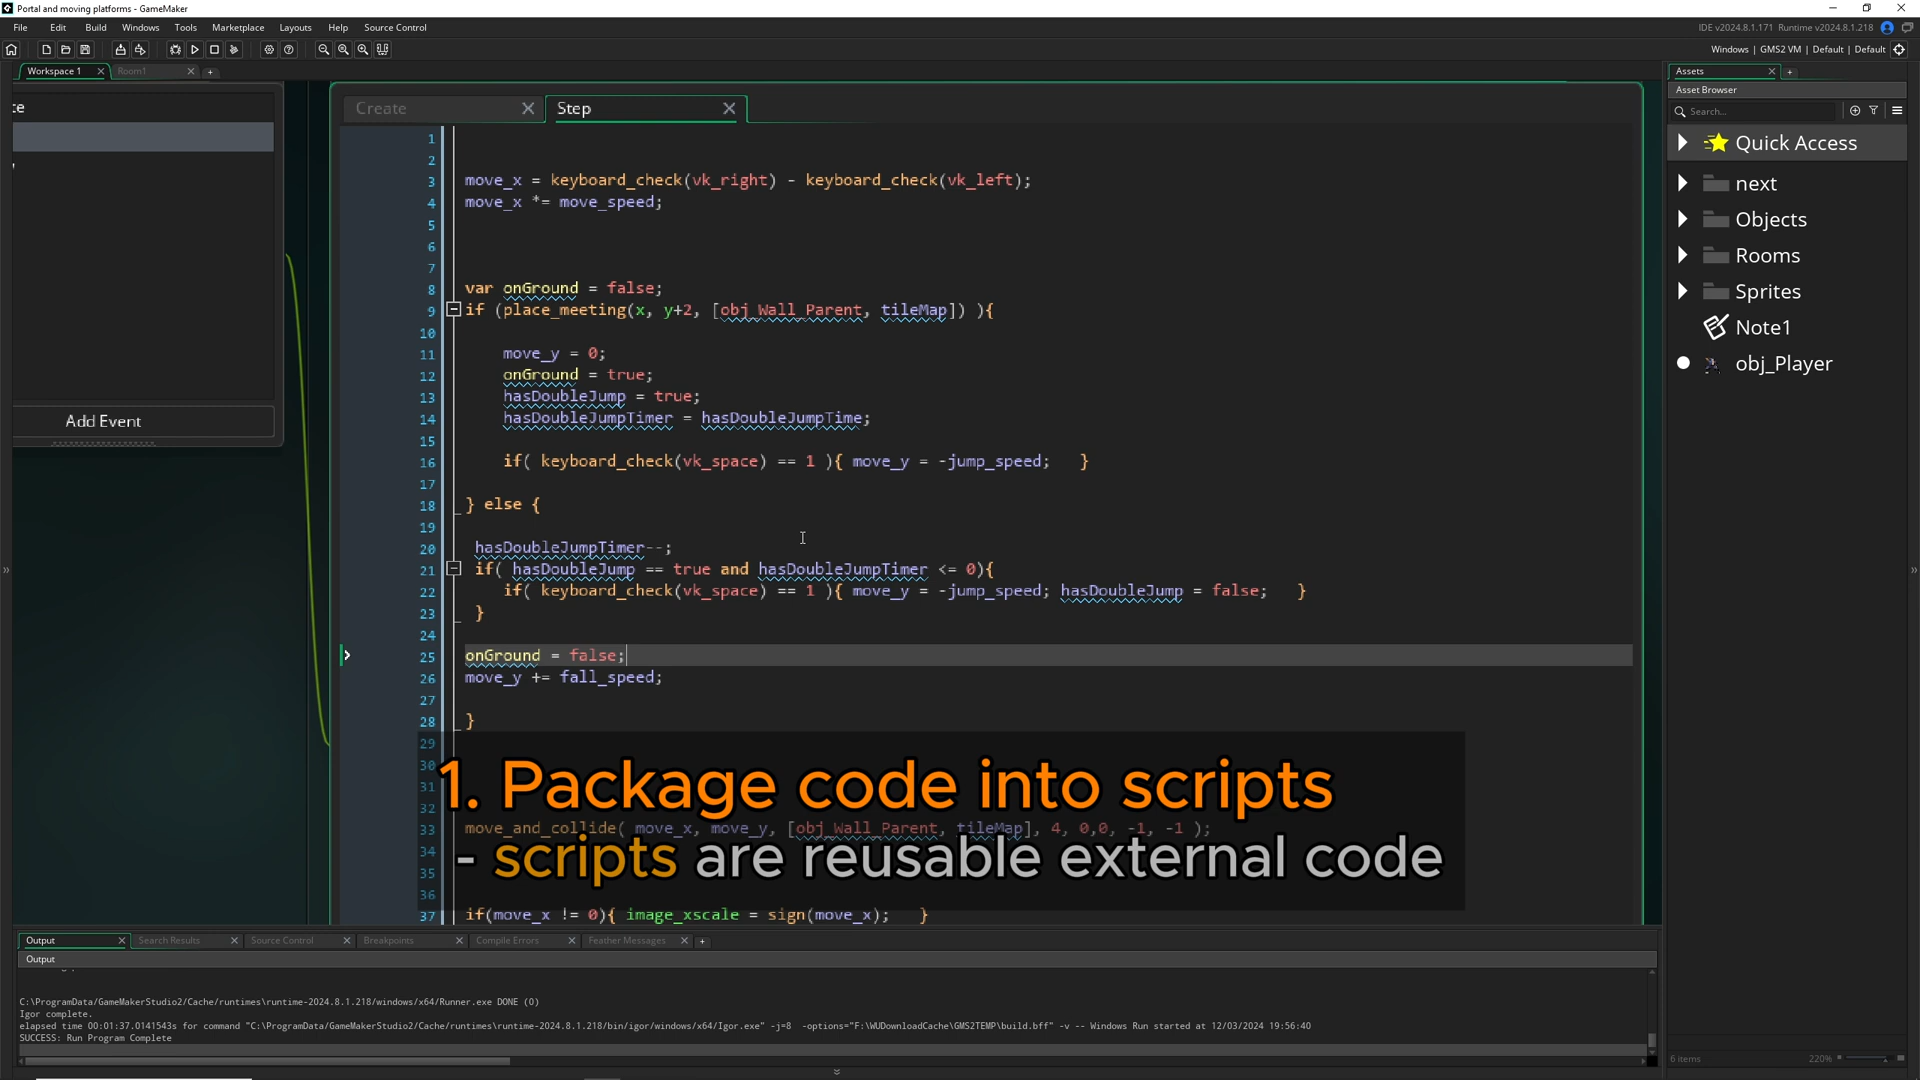 Portal and moving platforms - GameMaker
File Edit Build Windows Tools Marketplace Layouts Help Source Control
IDE v2024.8.1.171 Runtime v2024.8.1.218
Windows | GMS2 VM | Default | Default
Workspace 1
Room1
te
Add Event
Create
Step
1
2
3 move_x = keyboard_check(vk_right) - keyboard_check(vk_left);
4 move_x *= move_speed;
5
6
7
8 var onGround = false;
9 if (place_meeting(x, y+2, [obj_Wall_Parent, tileMap]) ){
10
11 move_y = 0;
12 onGround = true;
13 hasDoubleJump = true;
14 hasDoubleJumpTimer = hasDoubleJumpTime;
15
16 if( keyboard_check(vk_space) == 1 ){ move_y = -jump_speed; }
17
18 } else {
19
20 hasDoubleJumpTimer--;
21 if( hasDoubleJump == true and hasDoubleJumpTimer <= 0){
22 if( keyboard_check(vk_space) == 1 ){ move_y = -jump_speed; hasDoubleJump = false; }
23 }
24
25 onGround = false;
26 move_y += fall_speed;
27
28 }
29
30
31
32
33 move_and_collide( move_x, move_y, [obj_Wall_Parent, tileMap], 4, 0,0, -1, -1 );
34
35
36
37 if(move_x != 0){ image_xscale = sign(move_x); }
1. Package code into scripts
- scripts are reusable external code
Assets
Asset Browser
Search...
Quick Access
next
Objects
Rooms
Sprites
Note1
obj_Player
6 items
220%
Output Search Results Source Control Breakpoints Compile Errors Feather Messages
Output
C:\ProgramData/GameMakerStudio2/Cache/runtimes\runtime-2024.8.1.218/windows/x64/Runner.exe DONE (0)
Igor complete.
elapsed time 00:01:37.0141543s for command "C:\ProgramData/GameMakerStudio2/Cache/runtimes\runtime-2024.8.1.218/bin/igor/windows/x64/Igor.exe" -j=8 -options="F:\WUDownloadCache\GMS2TEMP\build.bff" -v -- Windows Run started at 12/03/2024 19:56:40
SUCCESS: Run Program Complete